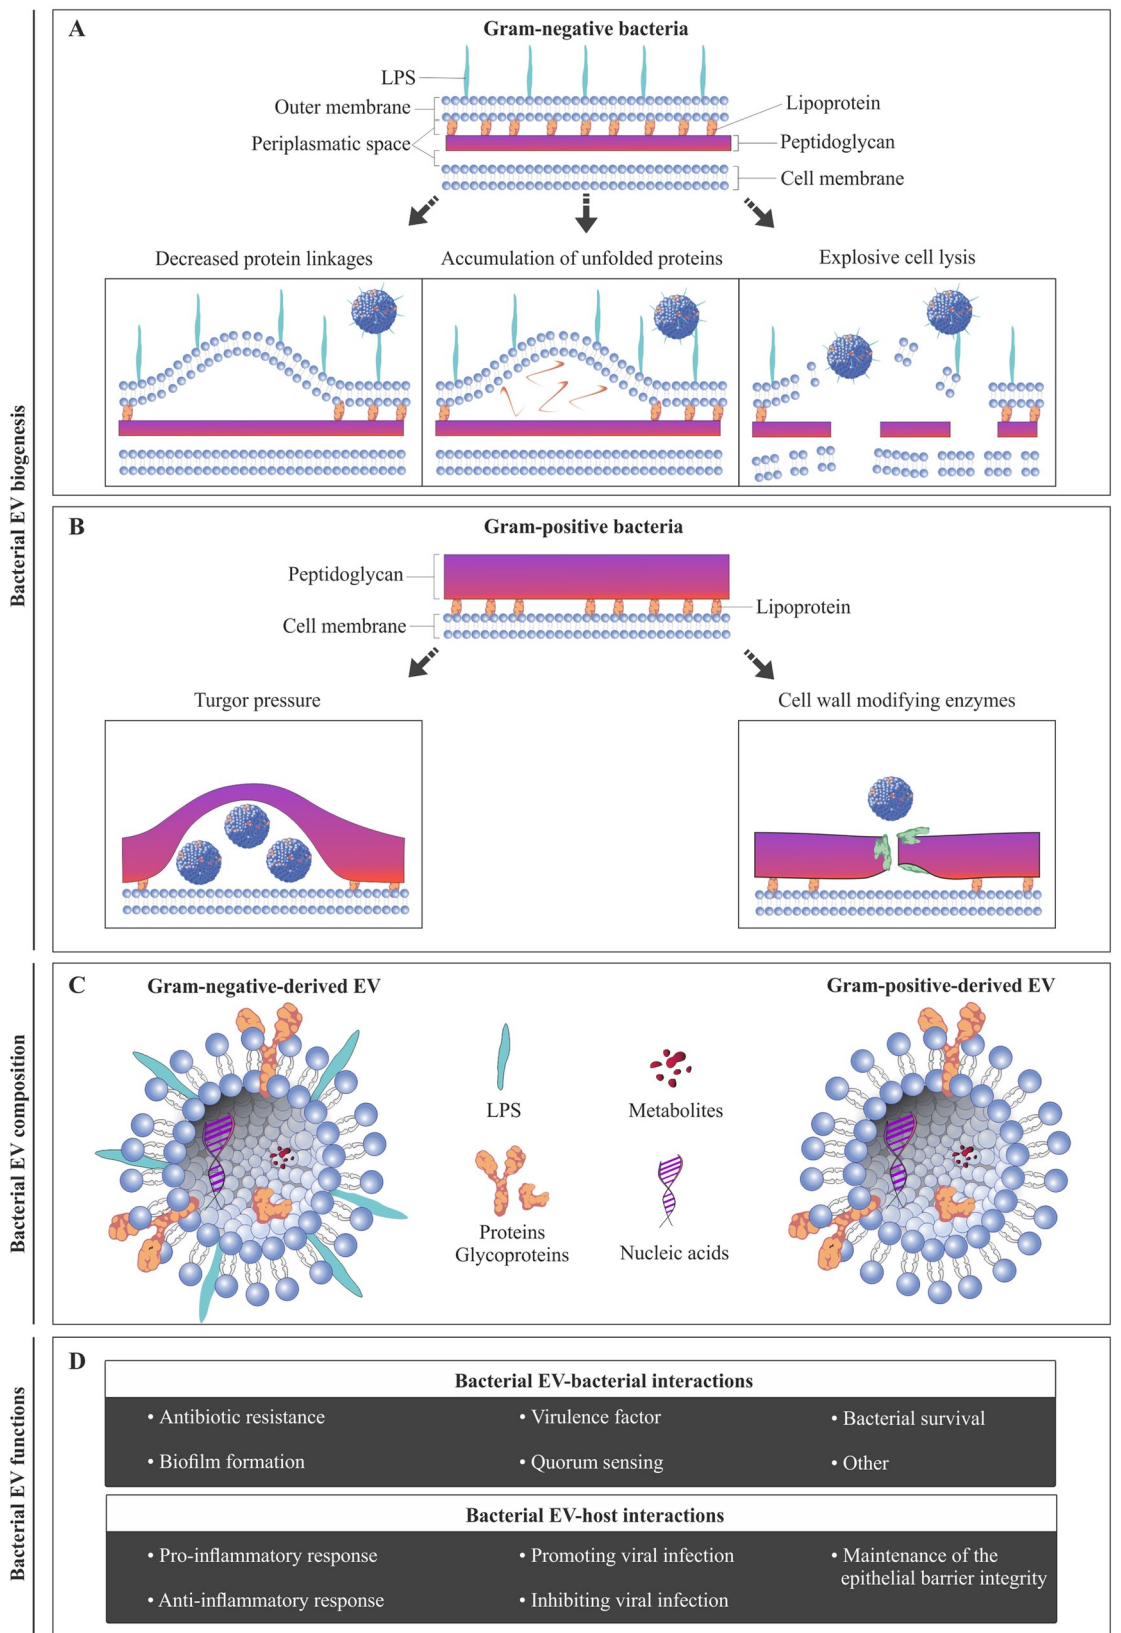 Bacterial EV biogenesis
A
Gram-negative bacteria
LPS
Outer membrane
Periplasmatic space
Lipoprotein
Peptidoglycan
Cell membrane
Decreased protein linkages
Accumulation of unfolded proteins
Explosive cell lysis
B
Gram-positive bacteria
Peptidoglycan
Cell membrane
Lipoprotein
Turgor pressure
Cell wall modifying enzymes
Bacterial EV composition
C
Gram-negative-derived EV
Gram-positive-derived EV
LPS
Metabolites
Proteins
Glycoproteins
Nucleic acids
Bacterial EV functions
D
Bacterial EV-bacterial interactions
• Antibiotic resistance
• Biofilm formation
• Virulence factor
• Quorum sensing
• Bacterial survival
• Other
Bacterial EV-host interactions
• Pro-inflammatory response
• Anti-inflammatory response
• Promoting viral infection
• Inhibiting viral infection
• Maintenance of the
epithelial barrier integrity